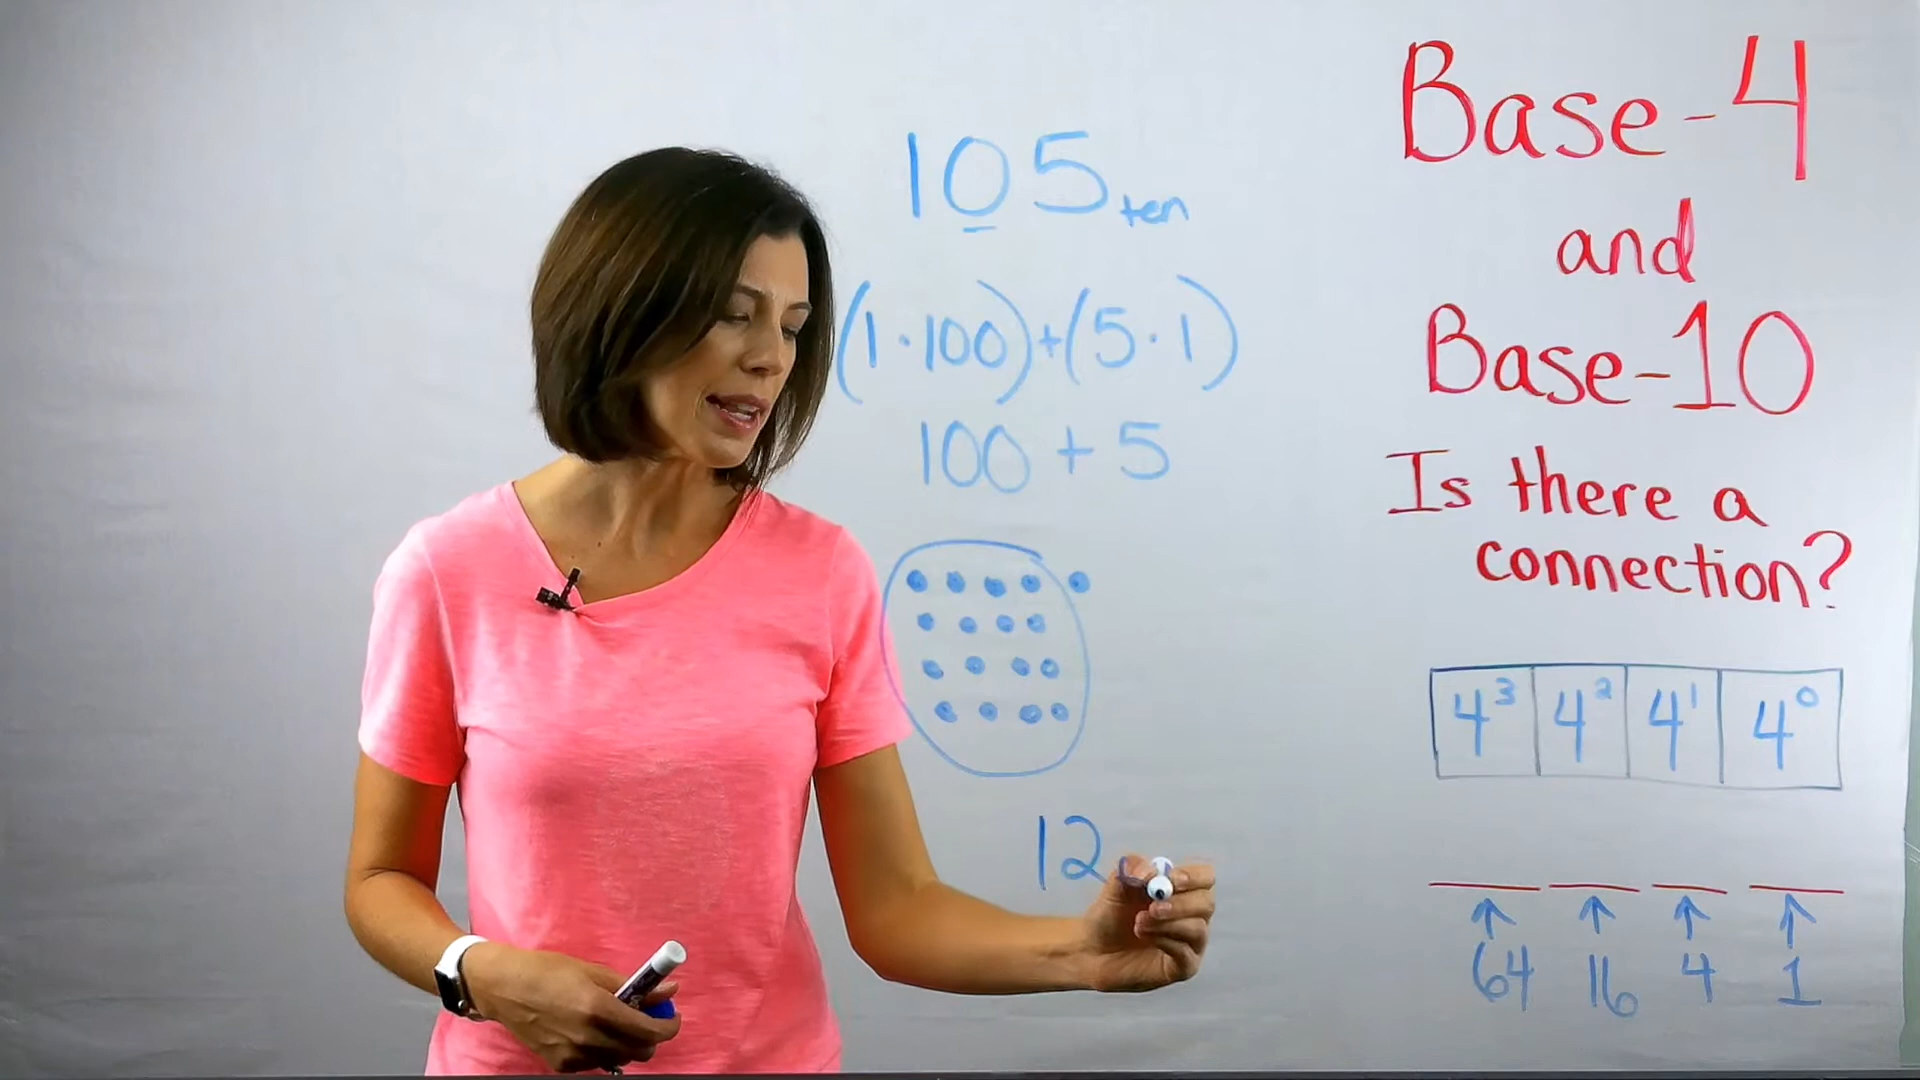 105ten
(1·100)+(5·1)
100+5
12
Base-4
and
Base-10
Is there a
connection?
4³ 4² 4¹ 4⁰
64 16 4 1